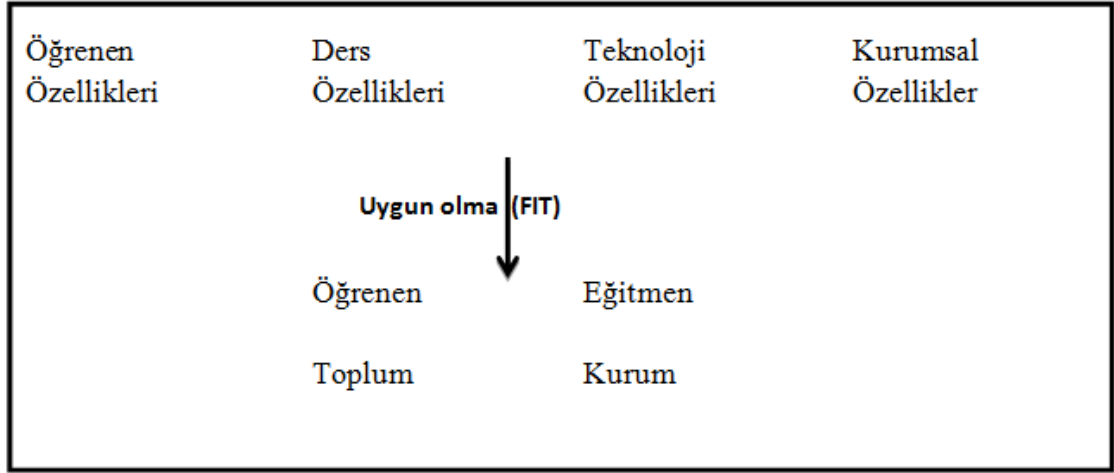 Öğrenen Ders Teknoloji Kurumsal
Özellikleri Özellikleri Özellikleri Özellikler
Uygun olma (FIT)
Öğrenen Eğitmen
Toplum Kurum